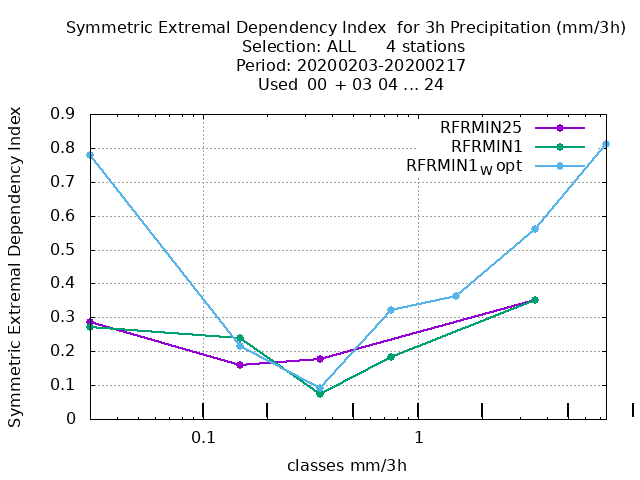 Symmetric Extremal Dependency Index  for 3h Precipitation (mm/3h)
Selection: ALL      4 stations
Period: 20200203-20200217
Used  00  + 03 04 ... 24
Symmetric Extremal Dependency Index
0.9
0.8
0.7
0.6
0.5
0.4
0.3
0.2
0.1
0
RFRMIN25
RFRMIN1
RFRMIN1W opt
0.1
1
classes mm/3h